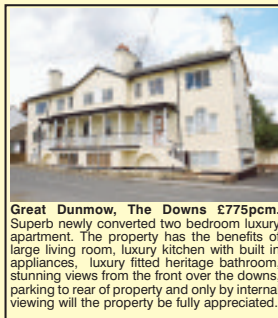 Great Dunmow, The Downs £775pcm.
Superb newly converted two bedroom luxury
apartment. The property has the benefits of
large living room, luxury kitchen with built in
appliances, luxury fitted heritage bathroom,
stunning views from the front over the downs,
parking to rear of property and only by interna
viewing will the property be fully appreciated.